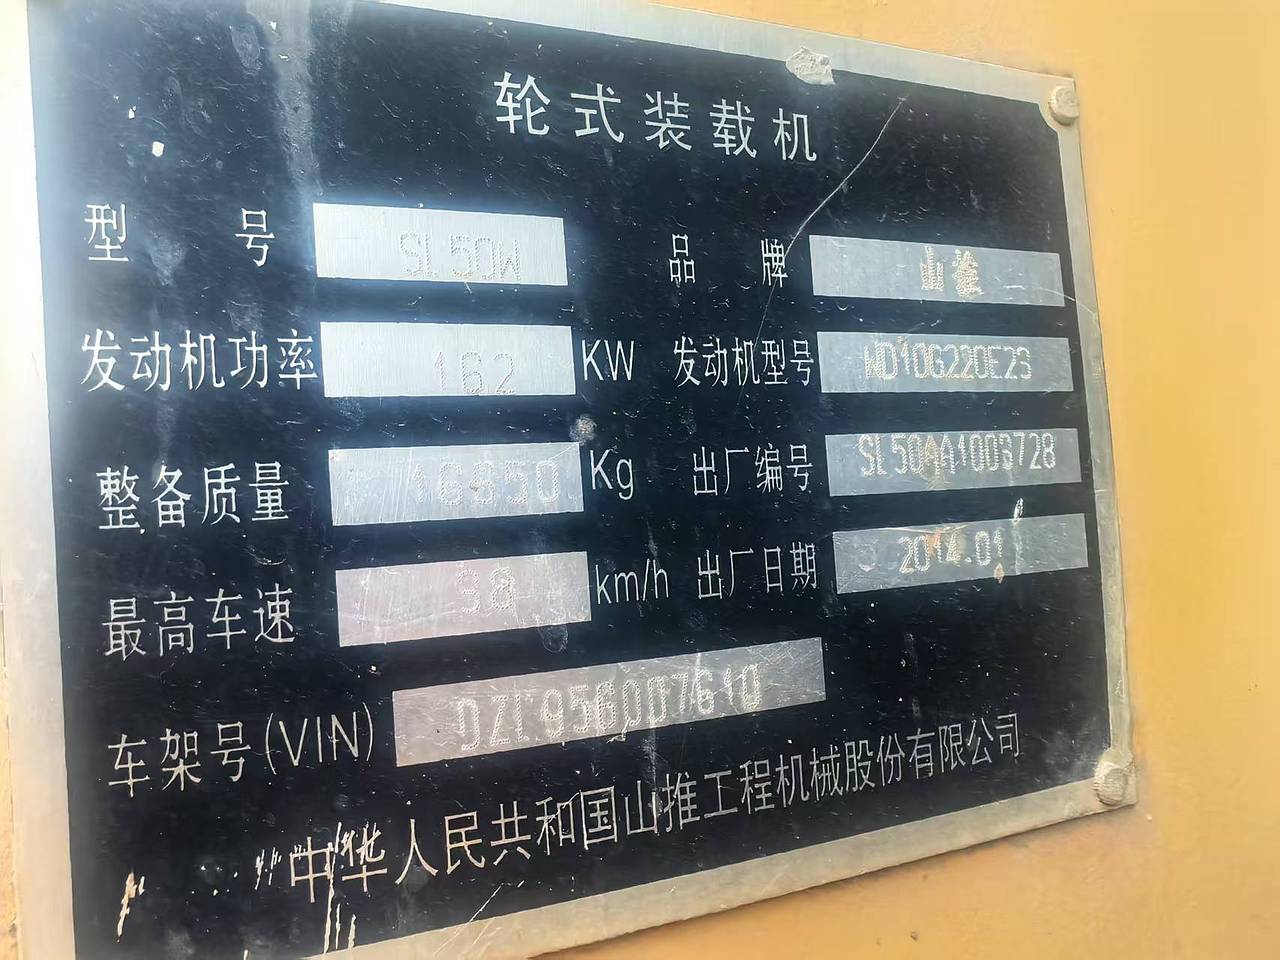 轮式装载机
型号 SL50W 品牌 山推
发动机功率 162 KW 发动机型号 WD10G220E23
整备质量 16850 Kg 出厂编号 SL50AA1003728
最高车速 38 km/h 出厂日期 2014.01
车架号(VIN) DZL956007610
中华人民共和国山推工程机械股份有限公司